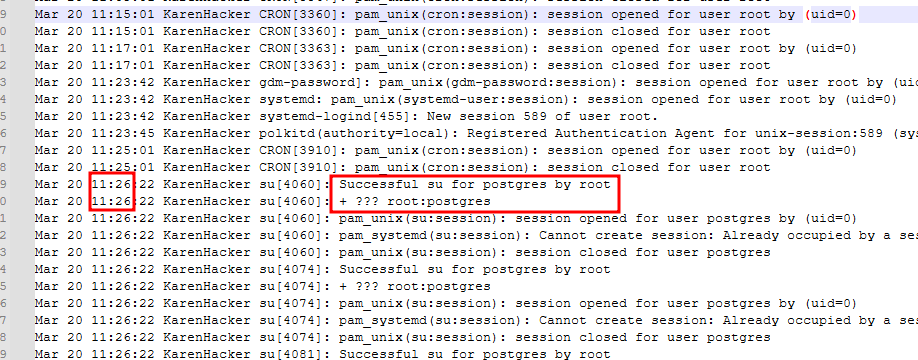 9 Mar 20 11:15:01 KarenHacker CRON[3360]: pam_unix(cron:session): session opened for user root by (uid=0)
0 Mar 20 11:15:01 KarenHacker CRON[3360]: pam_unix(cron:session): session closed for user root
1 Mar 20 11:17:01 KarenHacker CRON[3363]: pam_unix(cron:session): session opened for user root by (uid=0)
2 Mar 20 11:17:01 KarenHacker CRON[3363]: pam_unix(cron:session): session closed for user root
3 Mar 20 11:23:42 KarenHacker gdm-password]: pam_unix(gdm-password:session): session opened for user root by (uid
4 Mar 20 11:23:42 KarenHacker systemd: pam_unix(systemd-user:session): session opened for user root by (uid=0)
5 Mar 20 11:23:42 KarenHacker systemd-logind[455]: New session 589 of user root.
6 Mar 20 11:23:45 KarenHacker polkitd(authority=local): Registered Authentication Agent for unix-session:589 (sys
7 Mar 20 11:25:01 KarenHacker CRON[3910]: pam_unix(cron:session): session opened for user root by (uid=0)
8 Mar 20 11:25:01 KarenHacker CRON[3910]: pam_unix(cron:session): session closed for user root
9 Mar 20 11:26:22 KarenHacker su[4060]: Successful su for postgres by root
0 Mar 20 11:26:22 KarenHacker su[4060]: + ??? root:postgres
1 Mar 20 11:26:22 KarenHacker su[4060]: pam_unix(su:session): session opened for user postgres by (uid=0)
2 Mar 20 11:26:22 KarenHacker su[4060]: pam_systemd(su:session): Cannot create session: Already occupied by a ses
3 Mar 20 11:26:22 KarenHacker su[4060]: pam_unix(su:session): session closed for user postgres
4 Mar 20 11:26:22 KarenHacker su[4074]: Successful su for postgres by root
5 Mar 20 11:26:22 KarenHacker su[4074]: + ??? root:postgres
6 Mar 20 11:26:22 KarenHacker su[4074]: pam_unix(su:session): session opened for user postgres by (uid=0)
7 Mar 20 11:26:22 KarenHacker su[4074]: pam_systemd(su:session): Cannot create session: Already occupied by a ses
8 Mar 20 11:26:22 KarenHacker su[4074]: pam_unix(su:session): session closed for user postgres
9 Mar 20 11:26:22 KarenHacker su[4081]: Successful su for postgres by root